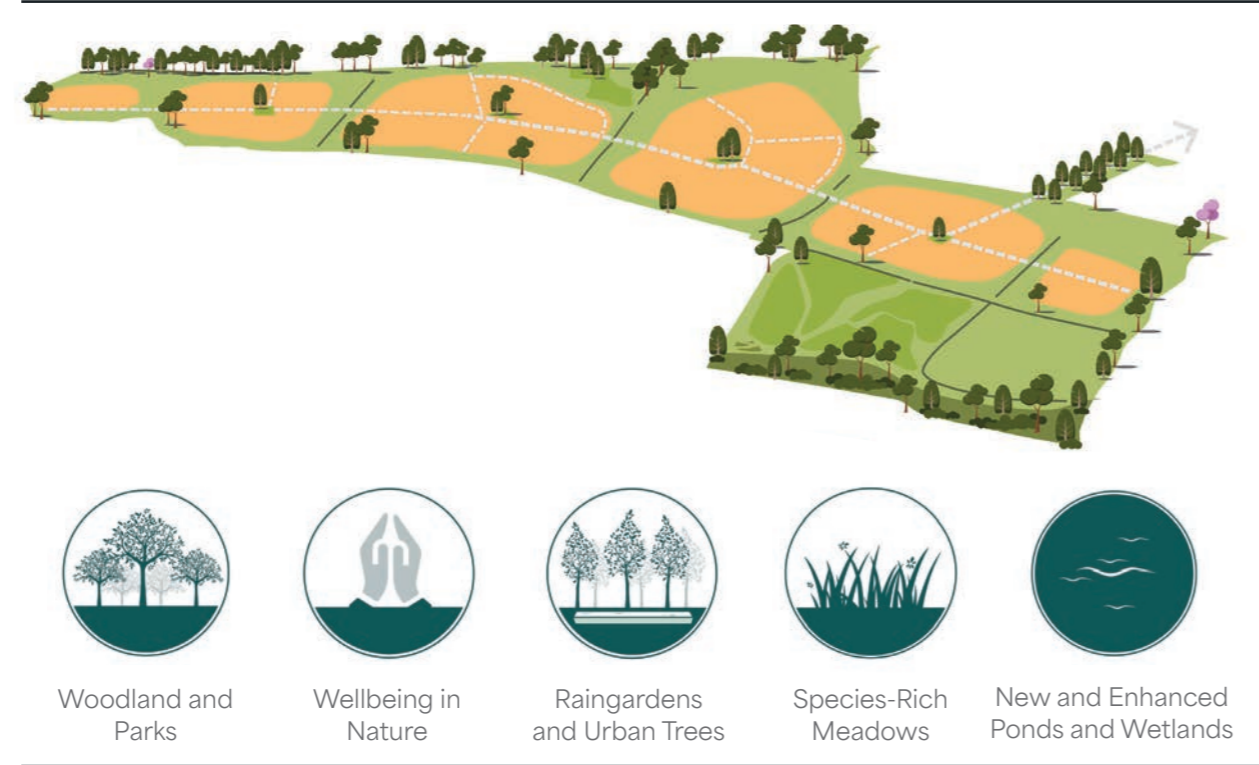 Woodland and
Parks
Wellbeing in
Nature
Raingardens
and Urban Trees
Species-Rich
Meadows
New and Enhanced
Ponds and Wetlands